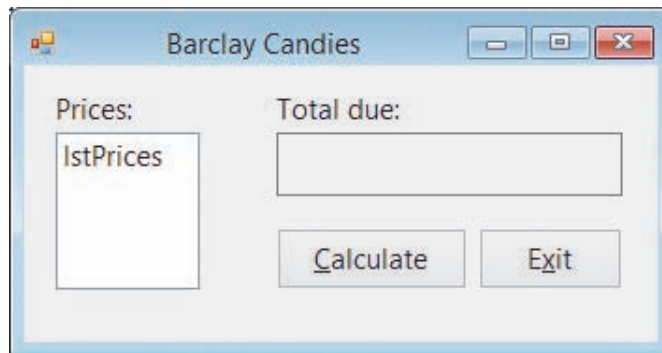 Barclay Candies
Prices:
Total due:
lstPrices
Calculate
Exit